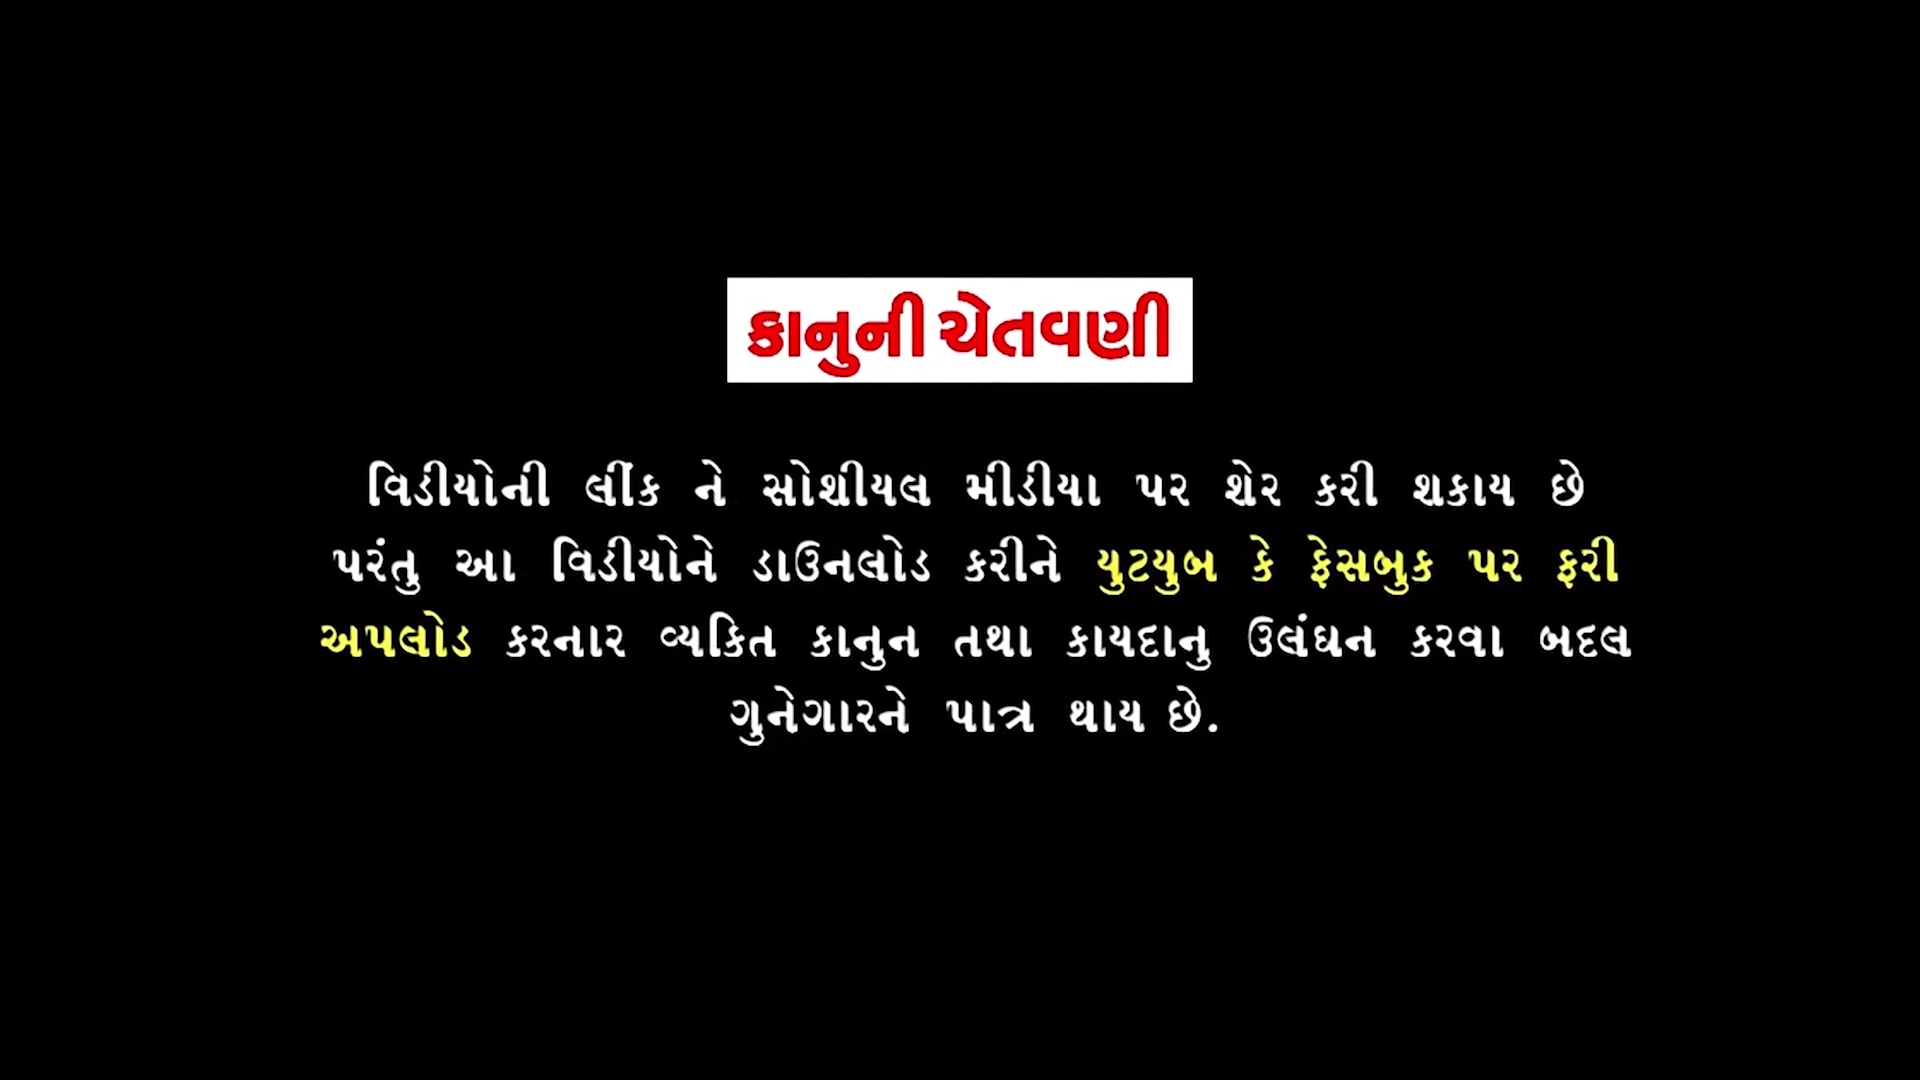 કાનુની ચેતવણી
વિડીયોની લીંક ને સોશીયલ મીડીયા પર શેર કરી શકાય છે
પરંતુ આ વિડીયોને ડાઉનલોડ કરીને યુટયુબ કે ફેસબુક પર ફરી
અપલોડ કરનાર વ્યકિત કાનુન તથા કાયદાનુ ઉલંઘન કરવા બદલ
ગુનેગારને પાત્ર થાય છે.